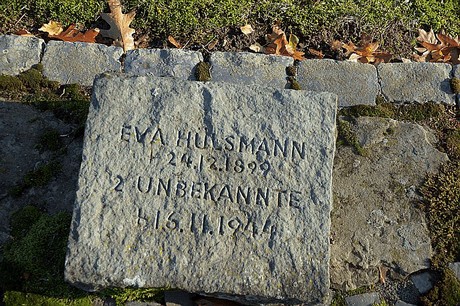 EVA HÜLSMANN
* 24.12.1899
2 UNBEKANNTE
† 16.11.1944